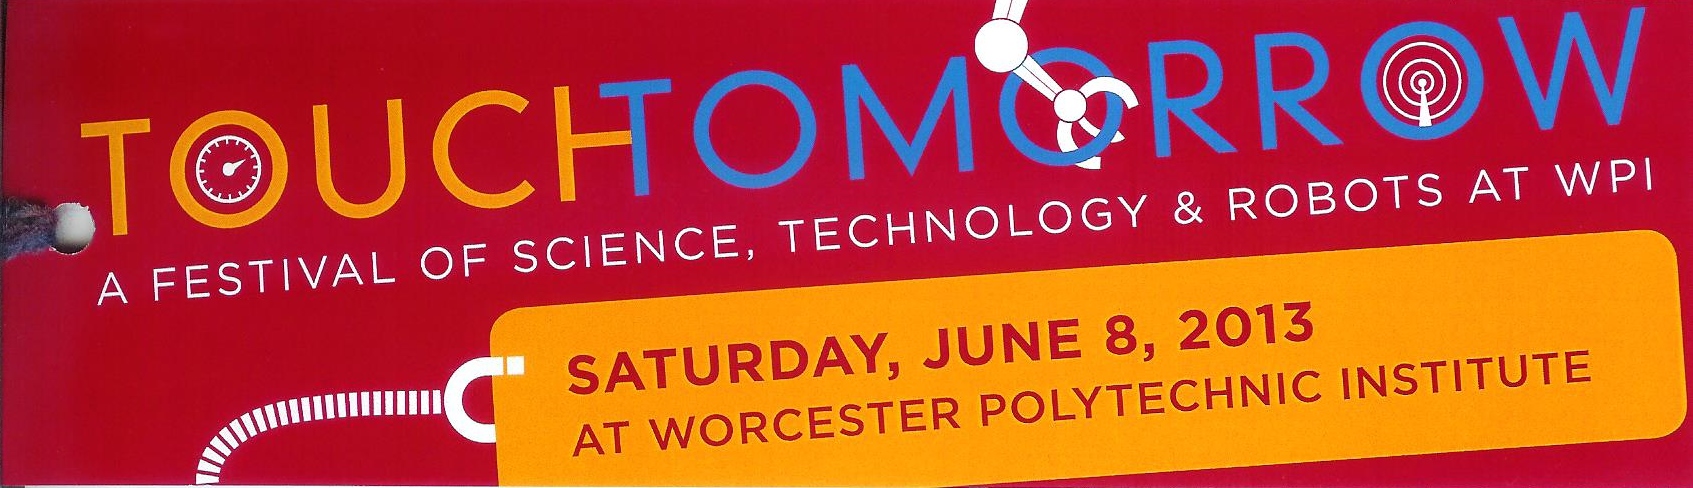 TOUCHTOMORROW
A FESTIVAL OF SCIENCE, TECHNOLOGY & ROBOTS AT WPI
SATURDAY, JUNE 8, 2013
AT WORCESTER POLYTECHNIC INSTITUTE